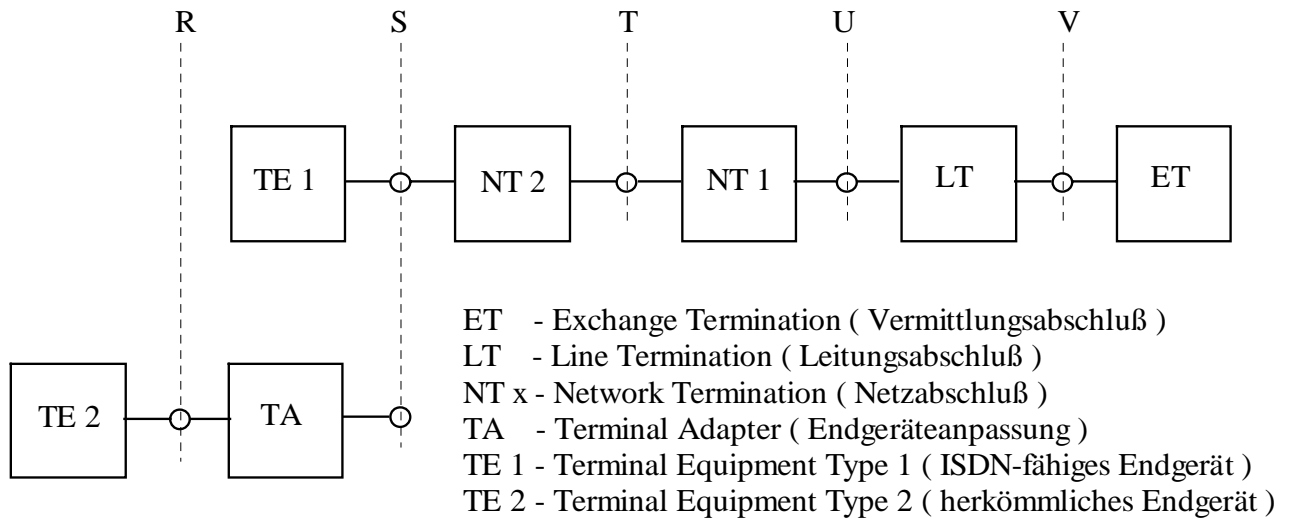 R S T U V
TE 1 NT 2 NT 1 LT ET
ET - Exchange Termination ( Vermittlungsabschluß )
LT - Line Termination ( Leitungsabschluß )
NT x - Network Termination ( Netzabschluß )
TE 2 TA
TA - Terminal Adapter ( Endgeräteanpassung )
TE 1 - Terminal Equipment Type 1 ( ISDN-fähiges Endgerät )
TE 2 - Terminal Equipment Type 2 ( herkömmliches Endgerät )